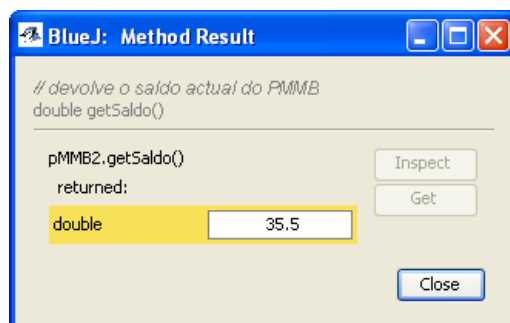 BlueJ: Method Result
// devolve o saldo actual do PMMB
double getSaldo()
pMMB2.getSaldo()
returned:
double 35.5
Inspect
Get
Close